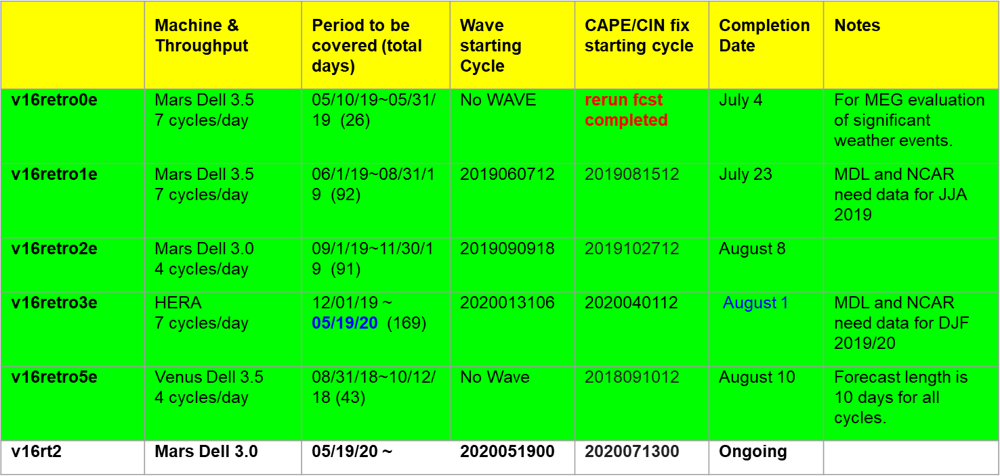 Machine &
Throughput
Period to be
covered (total
days)
Wave
starting
Cycle
CAPE/CIN fix
starting cycle
Completion
Date
Notes
v16retro0e
Mars Dell 3.5
7 cycles/day
05/10/19~05/31/
19  (26)
No WAVE
rerun fcst
completed
July 4
For MEG evaluation
of significant
weather events.
v16retro1e
Mars Dell 3.5
7 cycles/day
06/1/19~08/31/1
9  (92)
2019060712
2019081512
July 23
MDL and NCAR
need data for JJA
2019
v16retro2e
Mars Dell 3.0
4 cycles/day
09/1/19~11/30/1
9  (91)
2019090918
2019102712
August 8
v16retro3e
HERA
7 cycles/day
12/01/19 ~
05/19/20  (169)
2020013106
2020040112
August 1
MDL and NCAR
need data for DJF
2019/20
v16retro5e
Venus Dell 3.5
4 cycles/day
08/31/18~10/12/
18 (43)
No Wave
2018091012
August 10
Forecast length is
10 days for all
cycles.
v16rt2
Mars Dell 3.0
05/19/20 ~
2020051900
2020071300
Ongoing